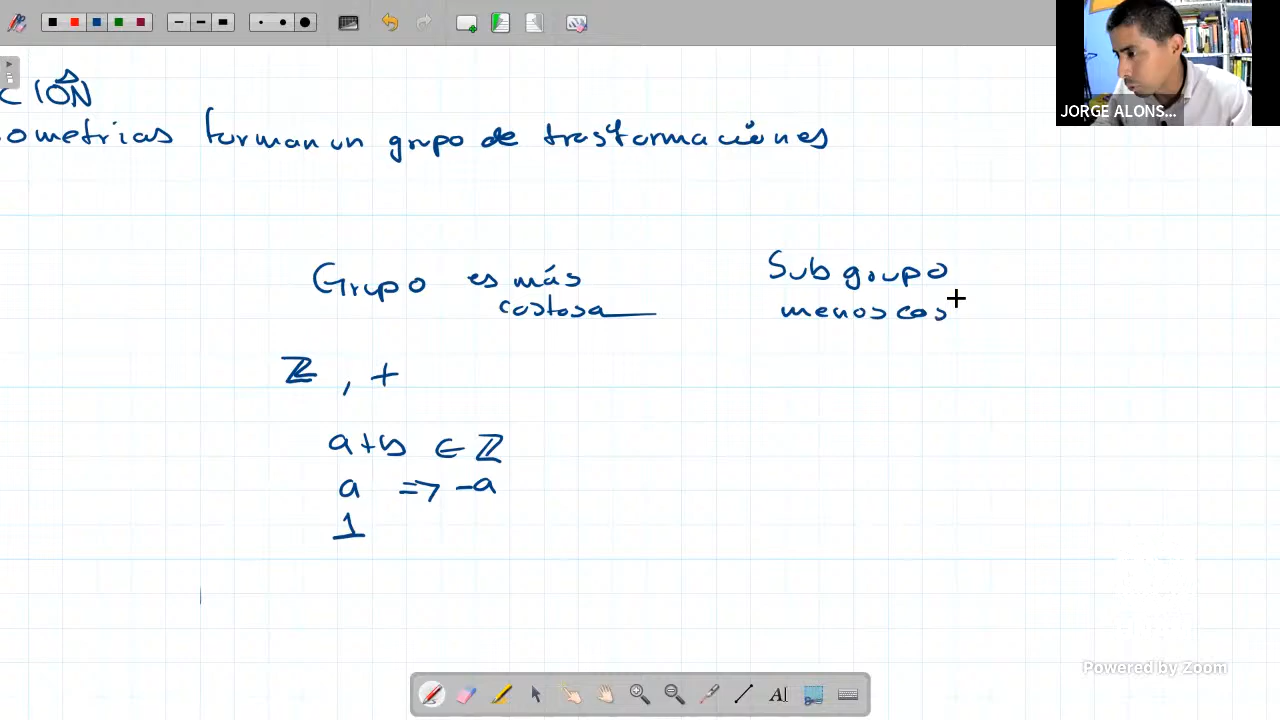 JORGE ALONS...
CIÓN
ometrias forman un grupo de trasformaciones
Grupo es más
costosa
Subgrupo
menos cos
ℤ , +
a+b ∈ ℤ
a => -a
1
Powered by Zoom